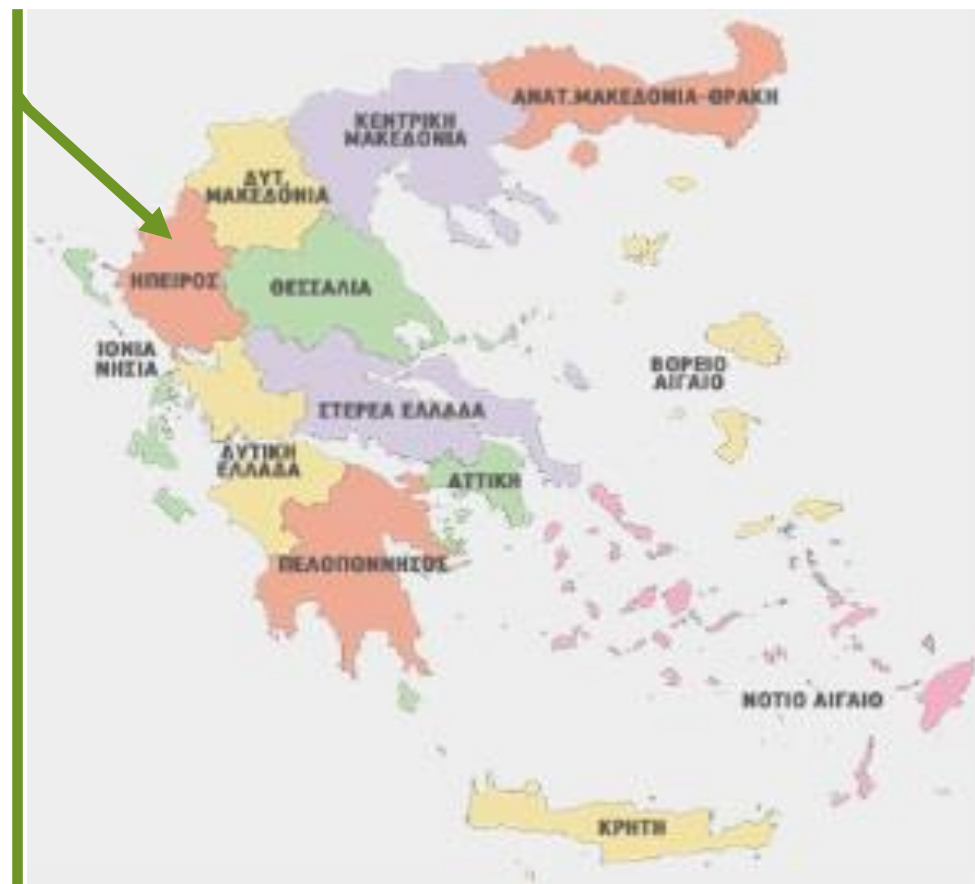 ΑΝΑΤ.ΜΑΚΕΔΟΝΙΑ-ΘΡΑΚΗ
ΚΕΝΤΡΙΚΗ
ΜΑΚΕΔΟΝΙΑ
ΔΥΤ.
ΜΑΚΕΔΟΝΙΑ
ΗΠΕΙΡΟΣ
ΘΕΣΣΑΛΙΑ
ΙΟΝΙΑ
ΝΗΣΙΑ
ΒΟΡΕΙΟ
ΑΙΓΑΙΟ
ΣΤΕΡΕΑ ΕΛΛΑΔΑ
ΔΥΤΙΚΗ
ΕΛΛΑΔΑ
ΑΤΤΙΚΗ
ΠΕΛΟΠΟΝΝΗΣΟΣ
ΝΟΤΙΟ ΑΙΓΑΙΟ
ΚΡΗΤΗ